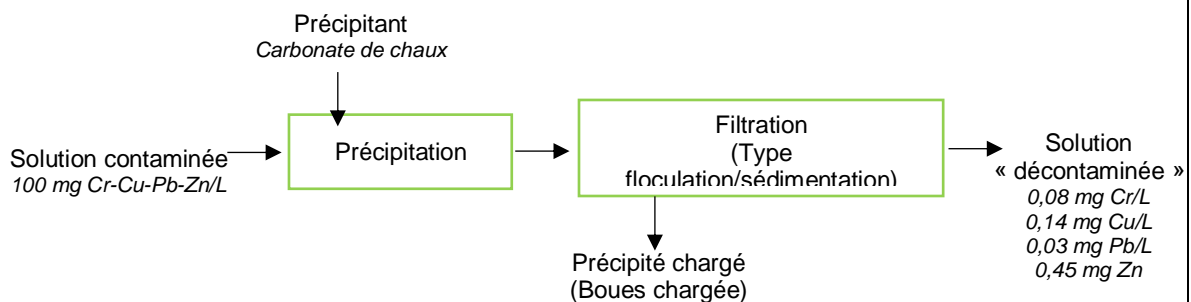 Précipitant
Carbonate de chaux
Solution contaminée
100 mg Cr-Cu-Pb-Zn/L
Précipitation
Filtration
(Type
floculation/sédimentation)
Précipité chargé
(Boues chargée)
Solution
« décontaminée »
0,08 mg Cr/L
0,14 mg Cu/L
0,03 mg Pb/L
0,45 mg Zn